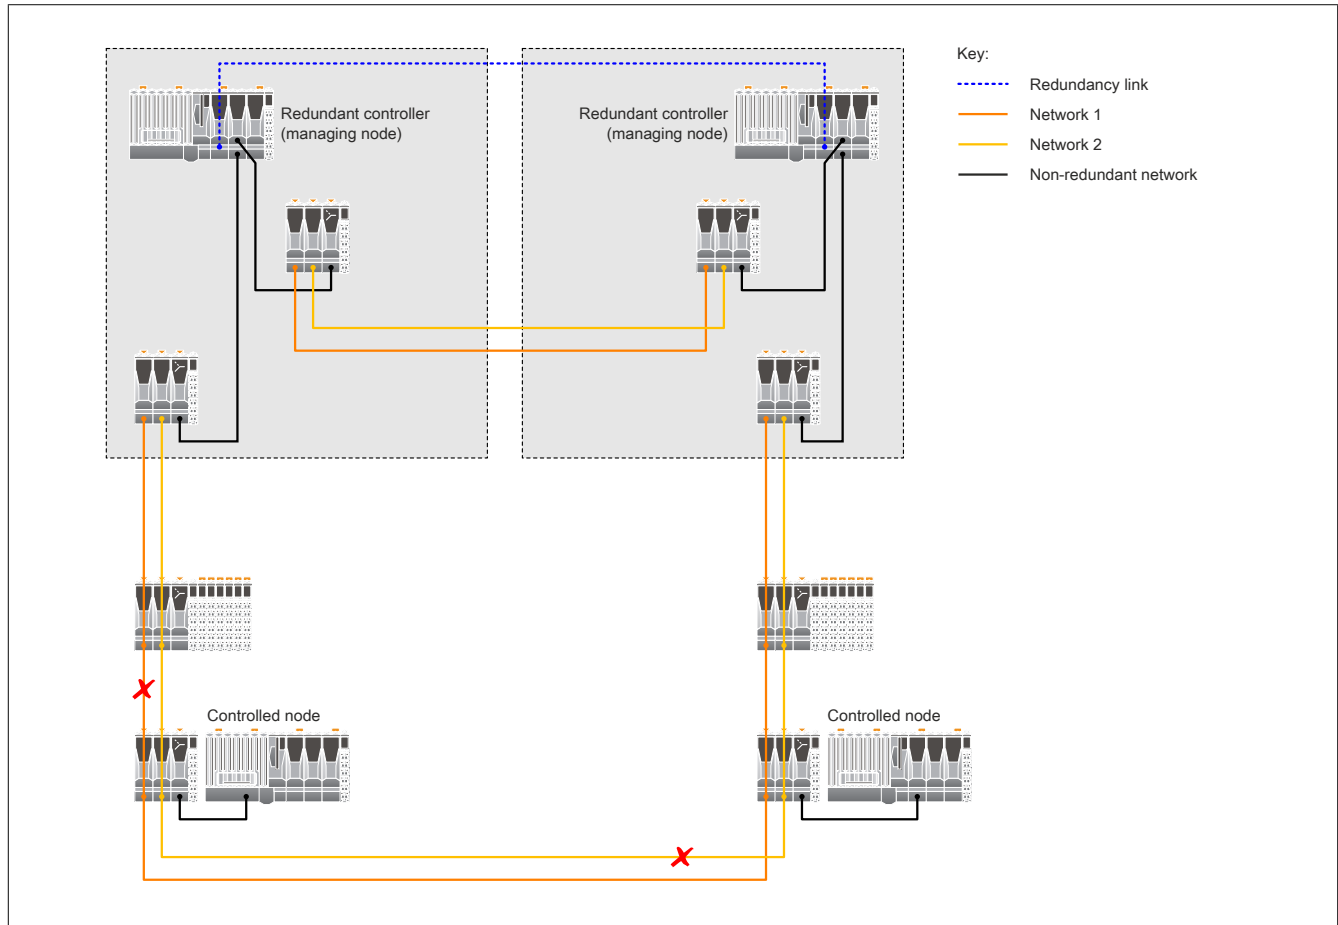 Key:
Redundancy link
Network 1
Network 2
Non-redundant network
Redundant controller
(managing node)
Redundant controller
(managing node)
Controlled node
Controlled node